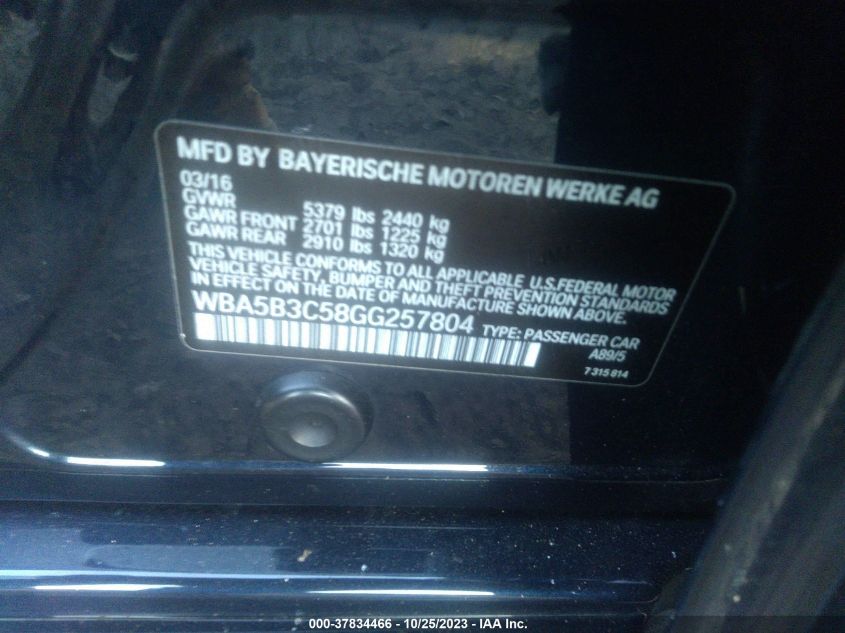 MFD BY BAYERISCHE MOTOREN WERKE AG
03/16
GVWR 5379 lbs 2440 kg
GAWR FRONT 2701 lbs 1225 kg
GAWR REAR 2910 lbs 1320 kg
THIS VEHICLE CONFORMS TO ALL APPLICABLE U.S.FEDERAL MOTOR
VEHICLE SAFETY, BUMPER AND THEFT PREVENTION STANDARDS
IN EFFECT ON THE DATE OF MANUFACTURE SHOWN ABOVE.
WBA5B3C58GG257804 TYPE: PASSENGER CAR
A89/5
7315814
000-37834466 - 10/25/2023 - IAA Inc.